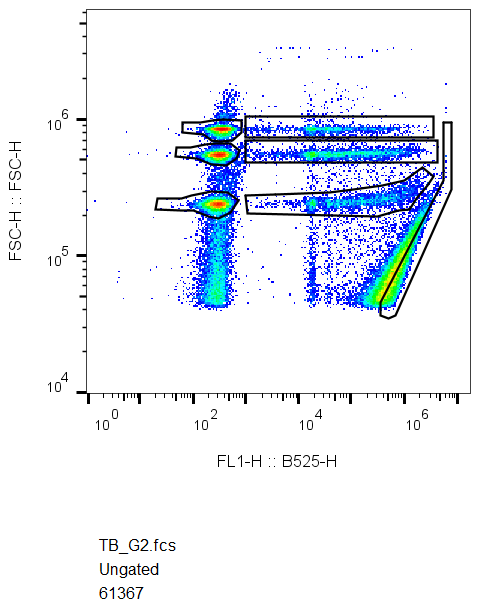 FSC-H :: FSC-H
10^6
10^5
10^4
10^0
10^2
10^4
10^6
FL1-H :: B525-H
TB_G2.fcs
Ungated
61367